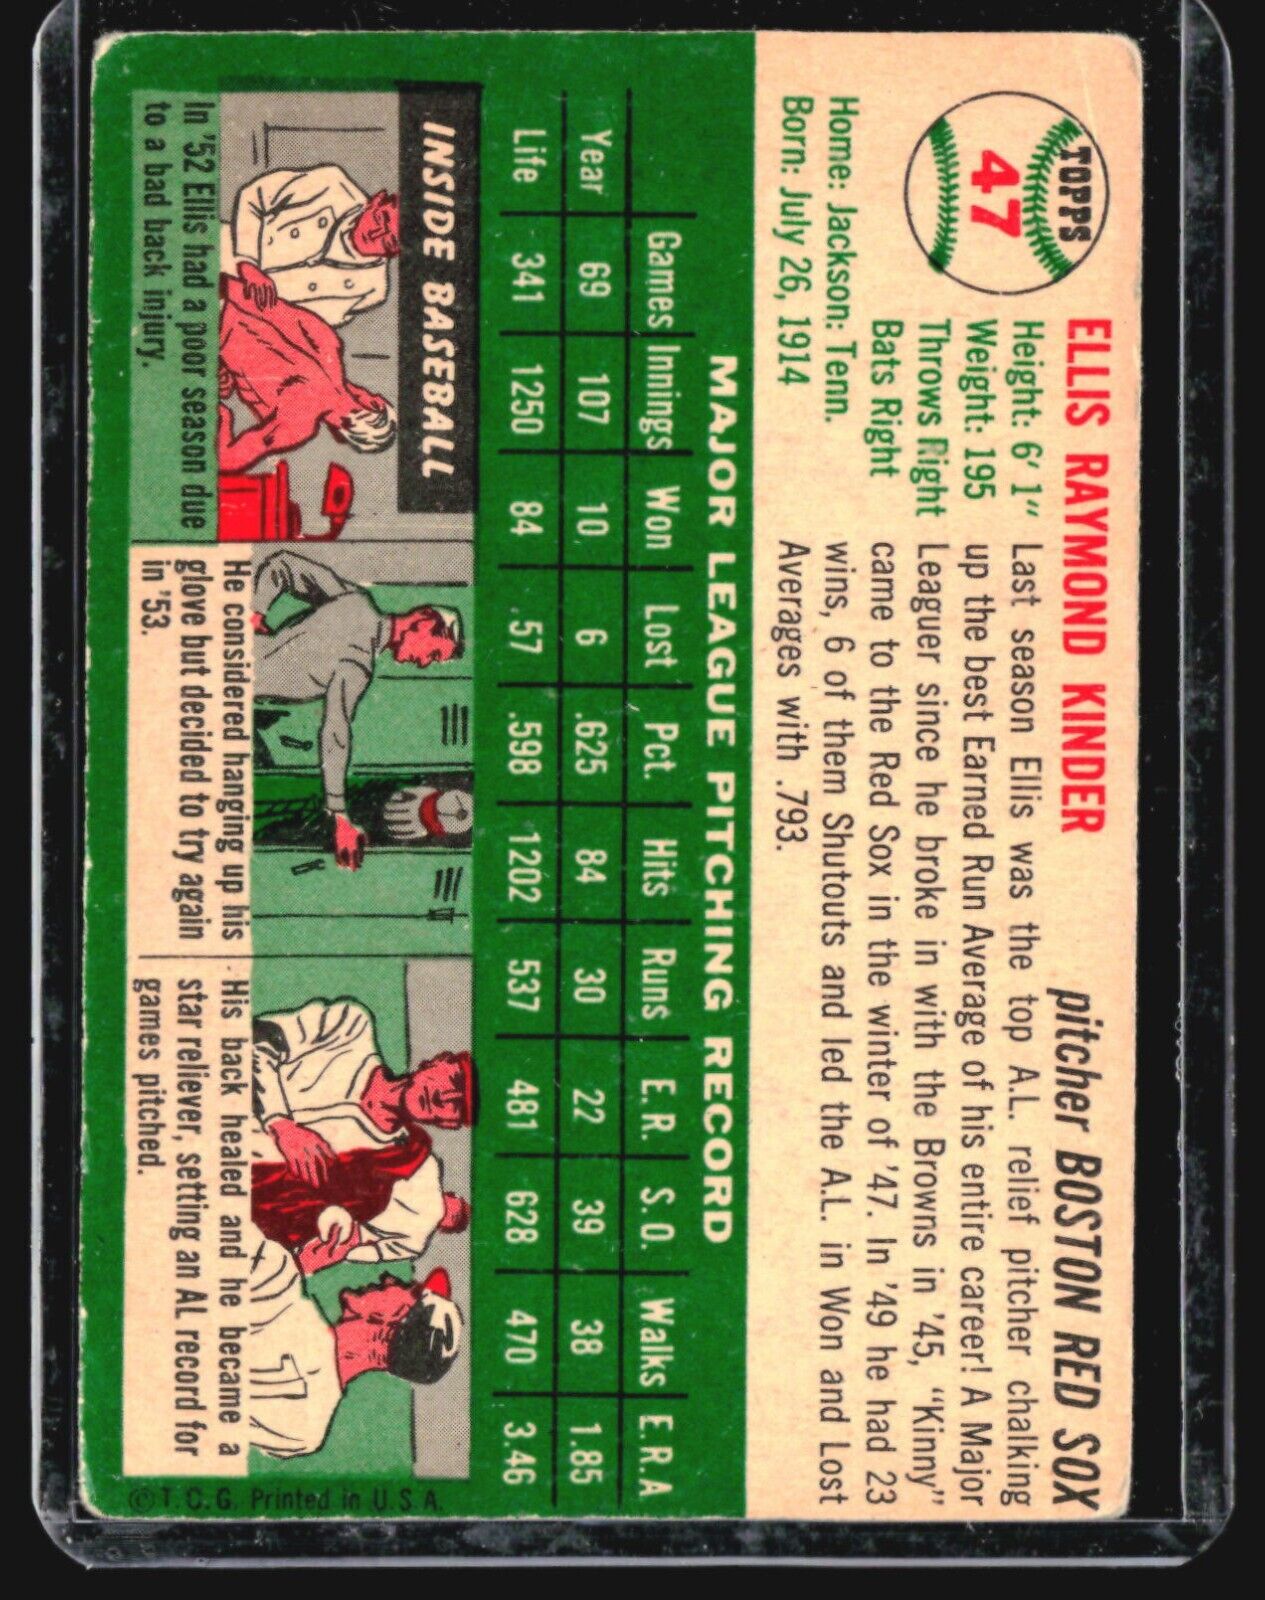 TOPPS
47
ELLIS RAYMOND KINDER
pitcher BOSTON RED SOX
Height: 6' 1"
Weight: 195
Throws Right
Bats Right
Home: Jackson: Tenn.
Born: July 26, 1914
Last season Ellis was the top A.L. relief pitcher chalking
up the best Earned Run Average of his entire career! A Major
Leaguer since he broke in with the Browns in '45, "Kinny"
came to the Red Sox in the winter of '47. In '49 he had 23
wins, 6 of them Shutouts and led the A.L. in Won and Lost
Averages with .793.
MAJOR LEAGUE PITCHING RECORD
Games Innings Won Lost Pct. Hits Runs E.R. S.O. Walks E.R.A
Year 69 107 10 6 .625 84 30 22 39 38 1.85
Life 341 1250 84 .57 .598 1202 537 481 628 470 3.46
INSIDE BASEBALL
In '52 Ellis had a poor season due
to a bad back injury.
He considered hanging up his
glove but decided to try again
in '53.
His back healed and he became a
star reliever, setting an AL record for
games pitched.
© T.C.G. Printed in U.S.A.